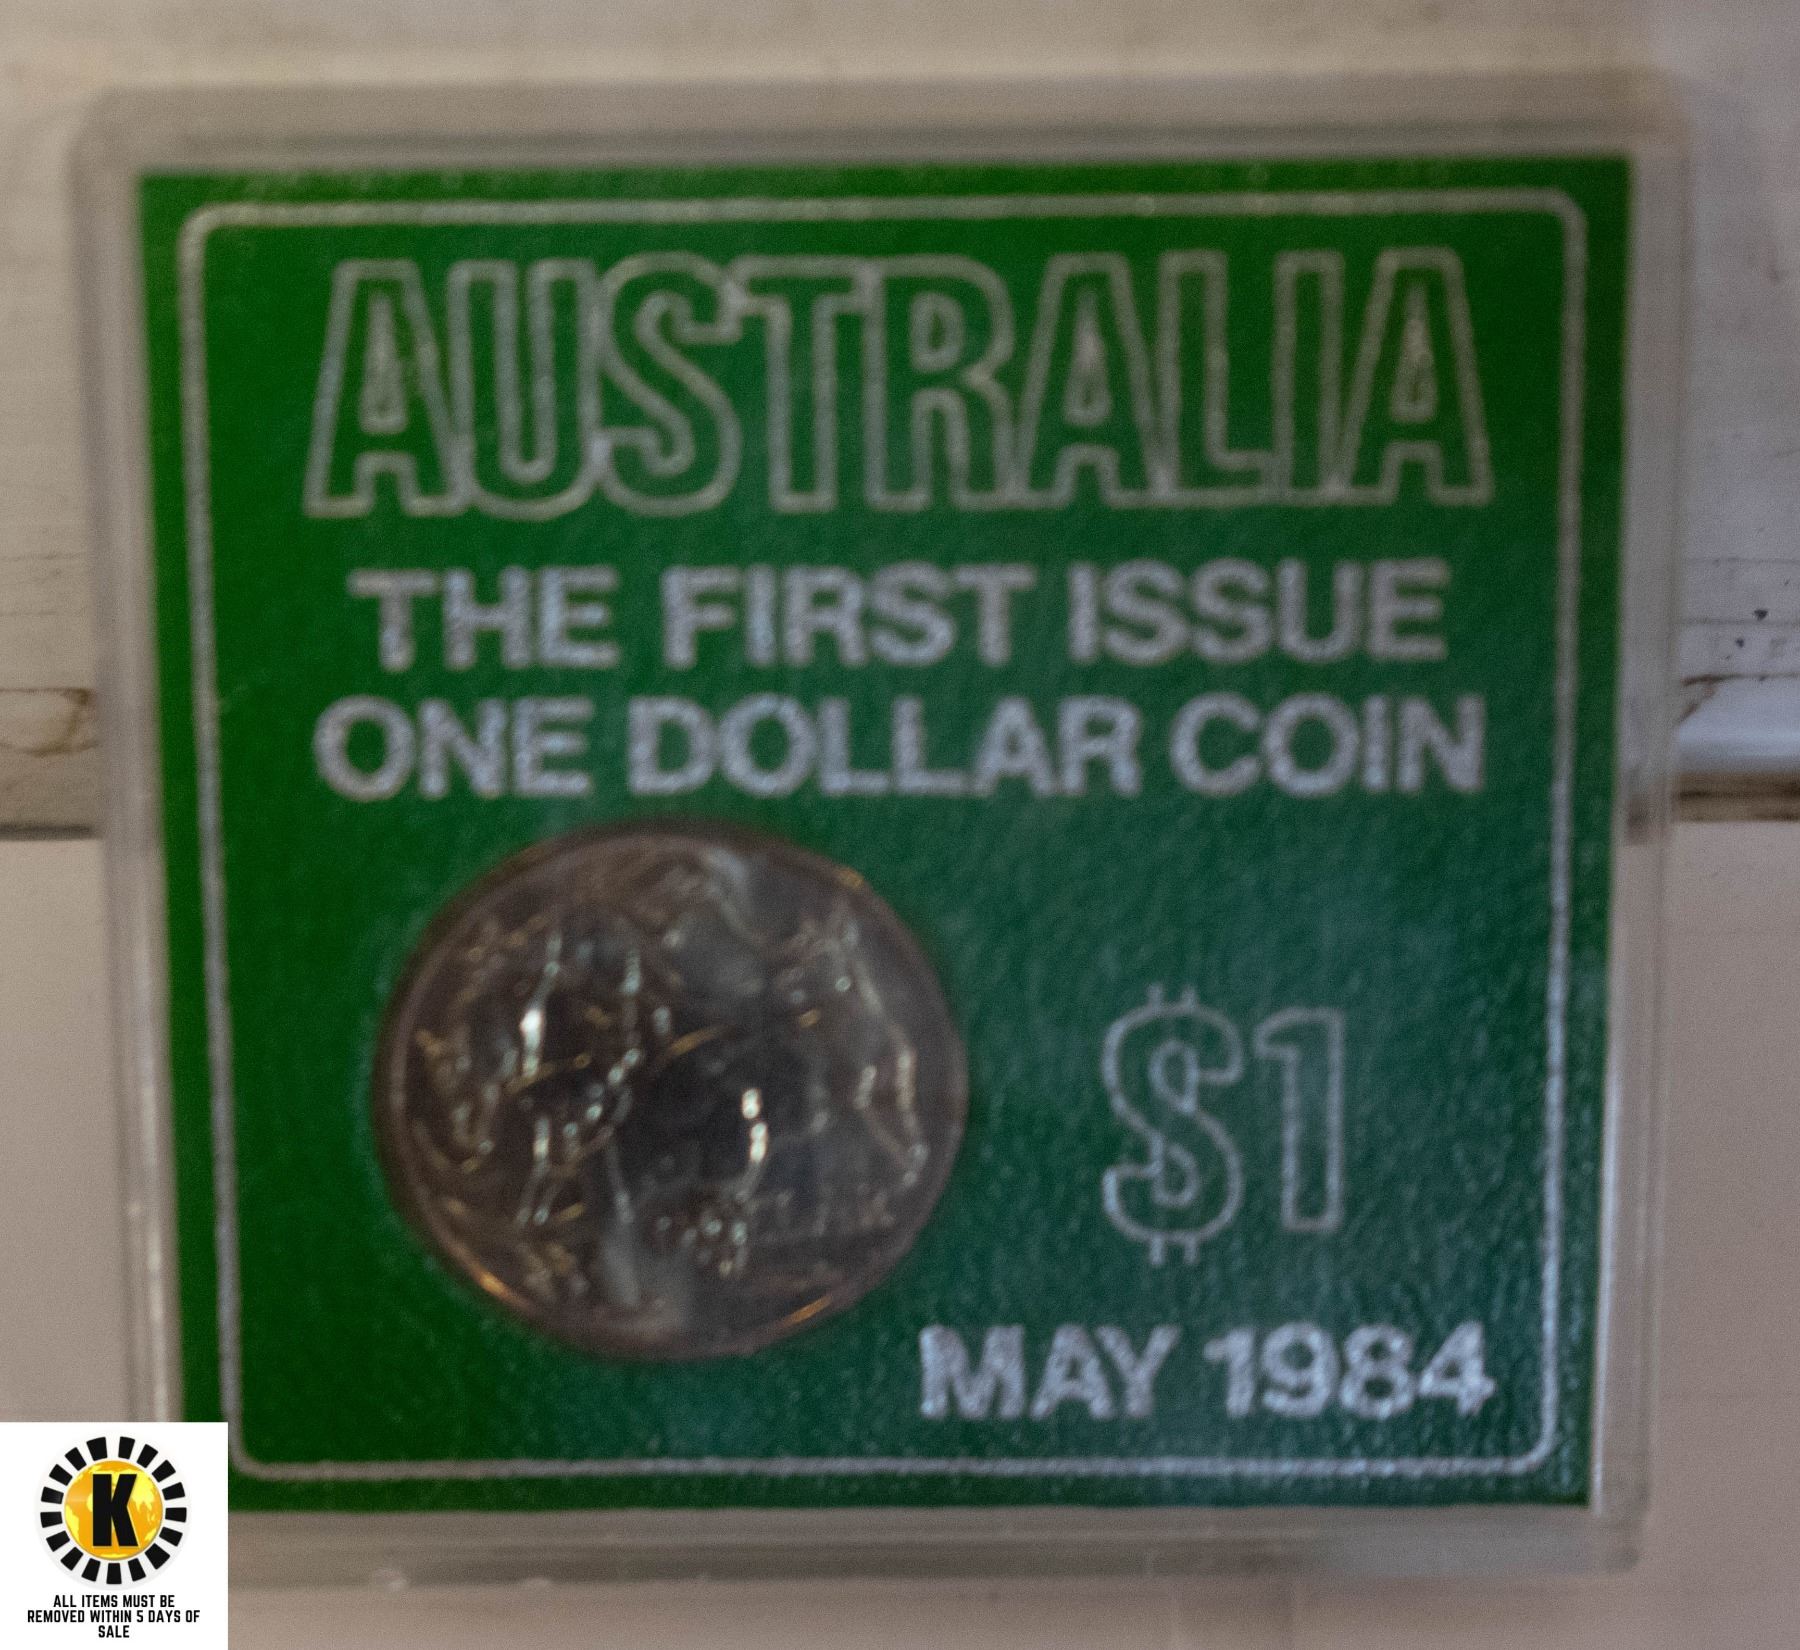 AUSTRALIA
THE FIRST ISSUE
ONE DOLLAR COIN
$1
MAY 1984
K
ALL ITEMS MUST BE
REMOVED WITHIN 5 DAYS OF
SALE